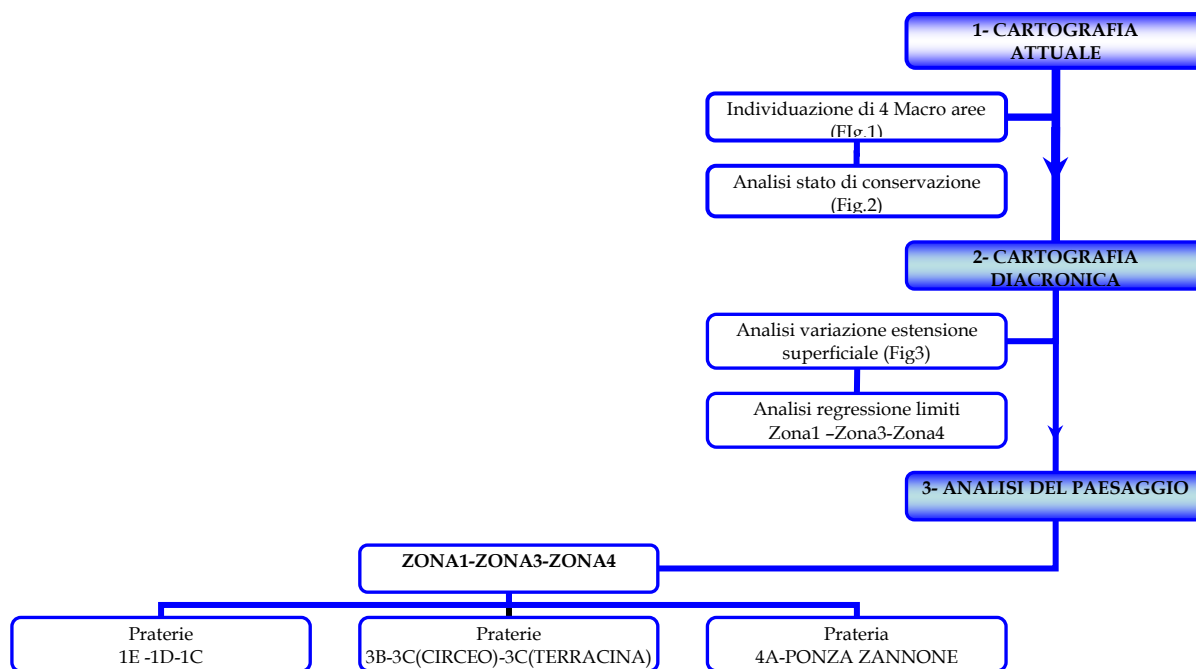 1- CARTOGRAFIA
ATTUALE
Individuazione di 4 Macro aree
(FIg.1)
Analisi stato di conservazione
(Fig.2)
2- CARTOGRAFIA
DIACRONICA
Analisi variazione estensione
superficiale (Fig3)
Analisi regressione limiti
Zona1 –Zona3-Zona4
3- ANALISI DEL PAESAGGIO
ZONA1-ZONA3-ZONA4
Praterie
1E -1D-1C
Praterie
3B-3C(CIRCEO)-3C(TERRACINA)
Prateria
4A-PONZA ZANNONE